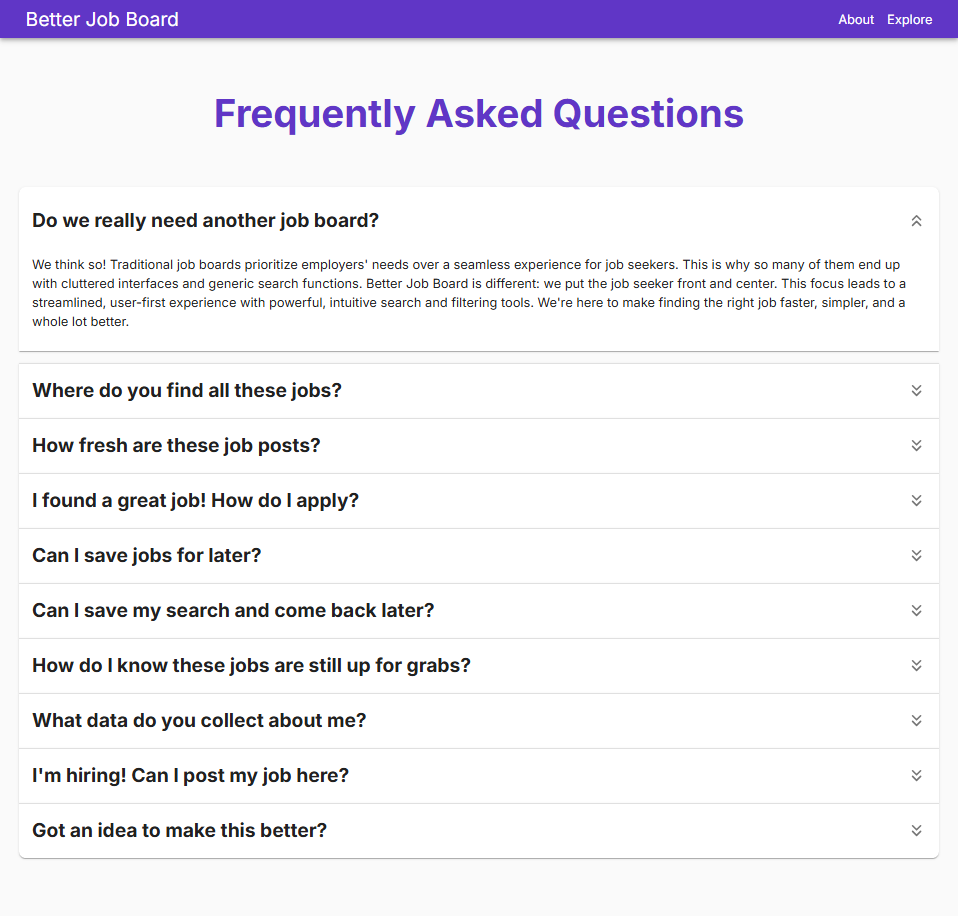 Better Job Board
About Explore
Frequently Asked Questions
Do we really need another job board?
We think so! Traditional job boards prioritize employers' needs over a seamless experience for job seekers. This is why so many of them end up
with cluttered interfaces and generic search functions. Better Job Board is different: we put the job seeker front and center. This focus leads to a
streamlined, user-first experience with powerful, intuitive search and filtering tools. We're here to make finding the right job faster, simpler, and a
whole lot better.
Where do you find all these jobs?
How fresh are these job posts?
I found a great job! How do I apply?
Can I save jobs for later?
Can I save my search and come back later?
How do I know these jobs are still up for grabs?
What data do you collect about me?
I'm hiring! Can I post my job here?
Got an idea to make this better?